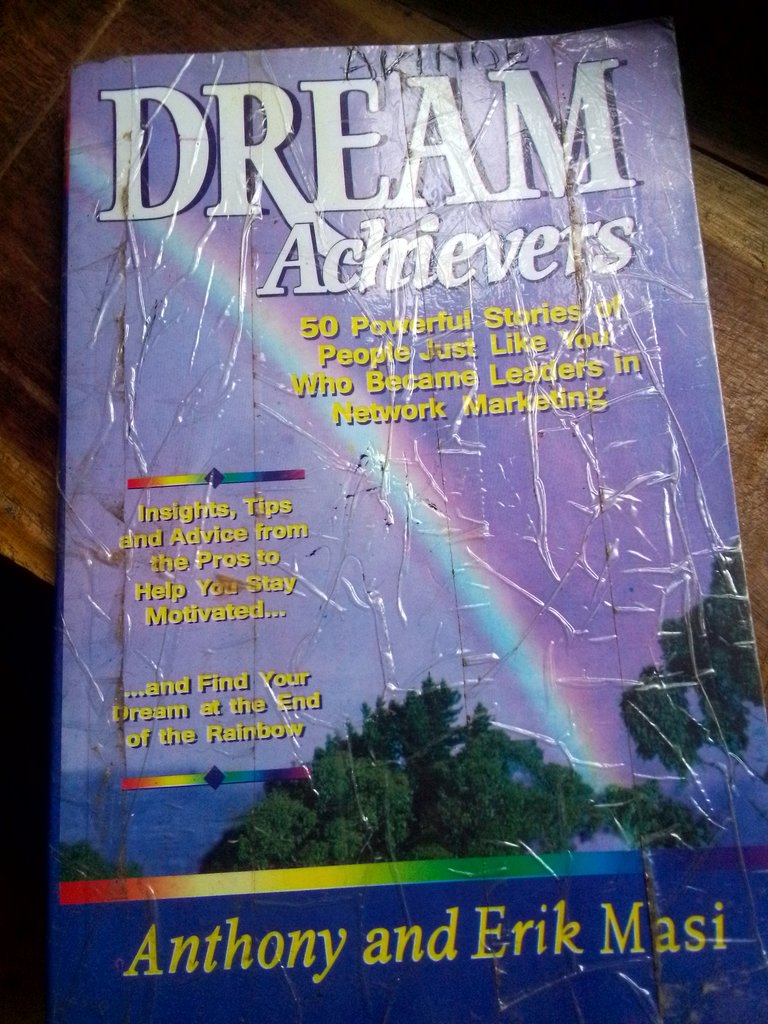 AKINDE
DREAM
Achievers
50 Powerful Stories of
People Just Like You
Who Became Leaders in
Network Marketing
Insights, Tips
and Advice from
the Pros to
Help You Stay
Motivated...
...and Find Your
Dream at the End
of the Rainbow
Anthony and Erik Masi